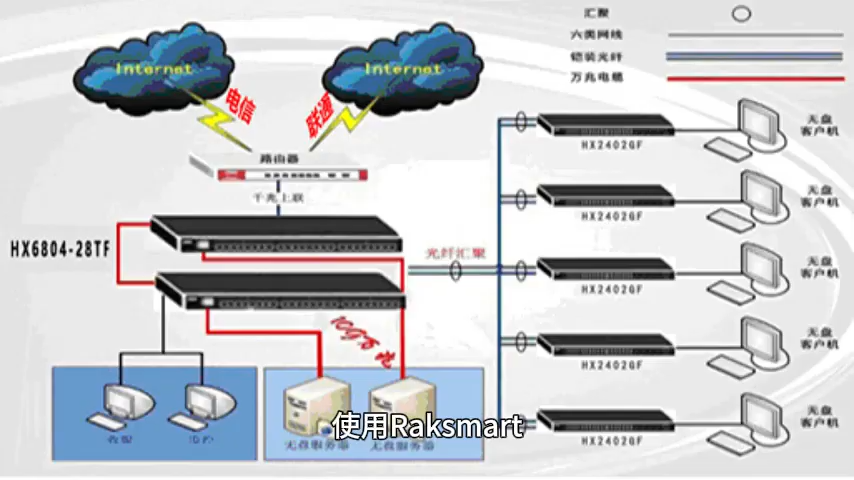 汇聚
六类网线
铠装光纤
万兆电缆
Internet
Internet
电信
联通
路由器
千兆上联
HX6804-28TF
光纤汇聚
10G万兆
HX2402GF
无盘
客户机
HX2402GF
无盘
客户机
HX2402GF
无盘
客户机
HX2402GF
无盘
客户机
HX2402GF
无盘
客户机
收银
无盘服务器
无盘服务器
使用Raksmart